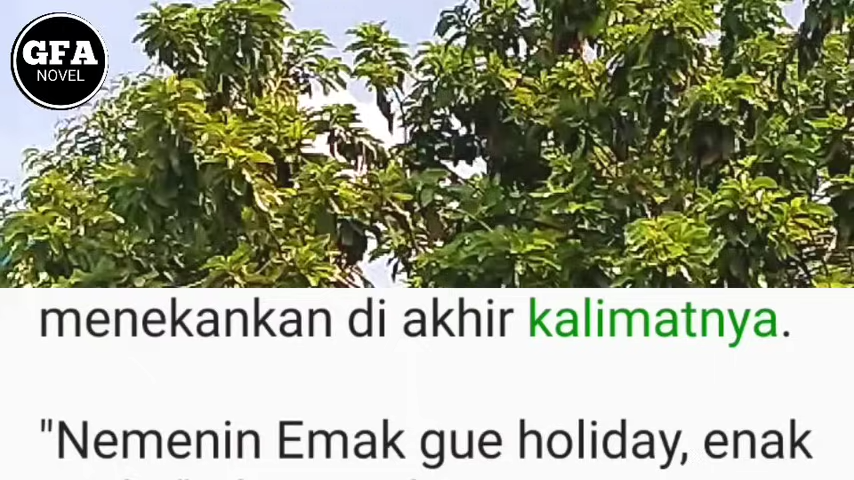 GFA
NOVEL
menekankan di akhir kalimatnya.
"Nemenin Emak gue holiday, enak